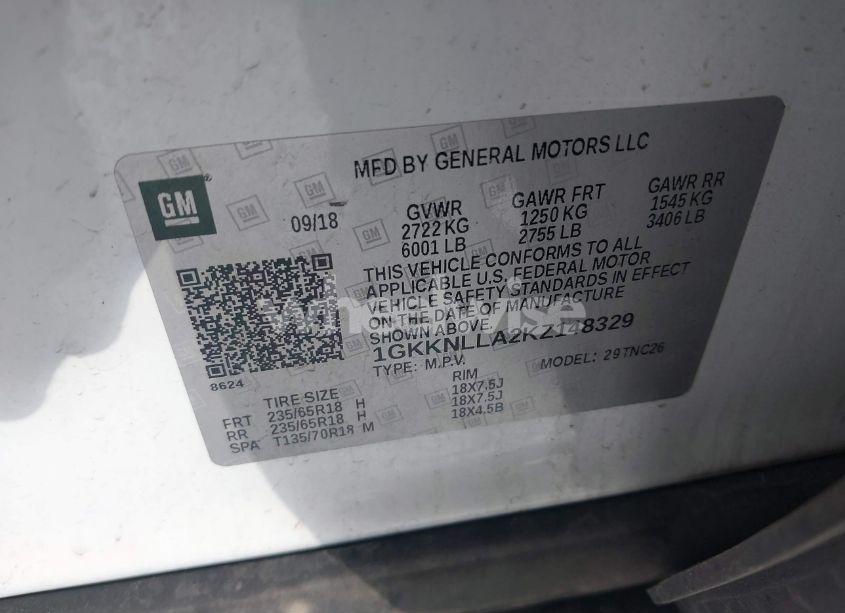 MFD BY GENERAL MOTORS LLC
GM
09/18
GVWR GAWR FRT GAWR RR
2722 KG 1250 KG 1545 KG
6001 LB 2755 LB 3406 LB
THIS VEHICLE CONFORMS TO ALL
APPLICABLE U.S. FEDERAL MOTOR
VEHICLE SAFETY STANDARDS IN EFFECT
ON THE DATE OF MANUFACTURE
SHOWN ABOVE.
1GKKNLLA2KZ148329
TYPE: M.P.V. MODEL: 29TNC26
8624
TIRE SIZE RIM
FRT 235/65R18 H 18X7.5J
RR 235/65R18 H 18X7.5J
SPA T135/70R18 M 18X4.5B